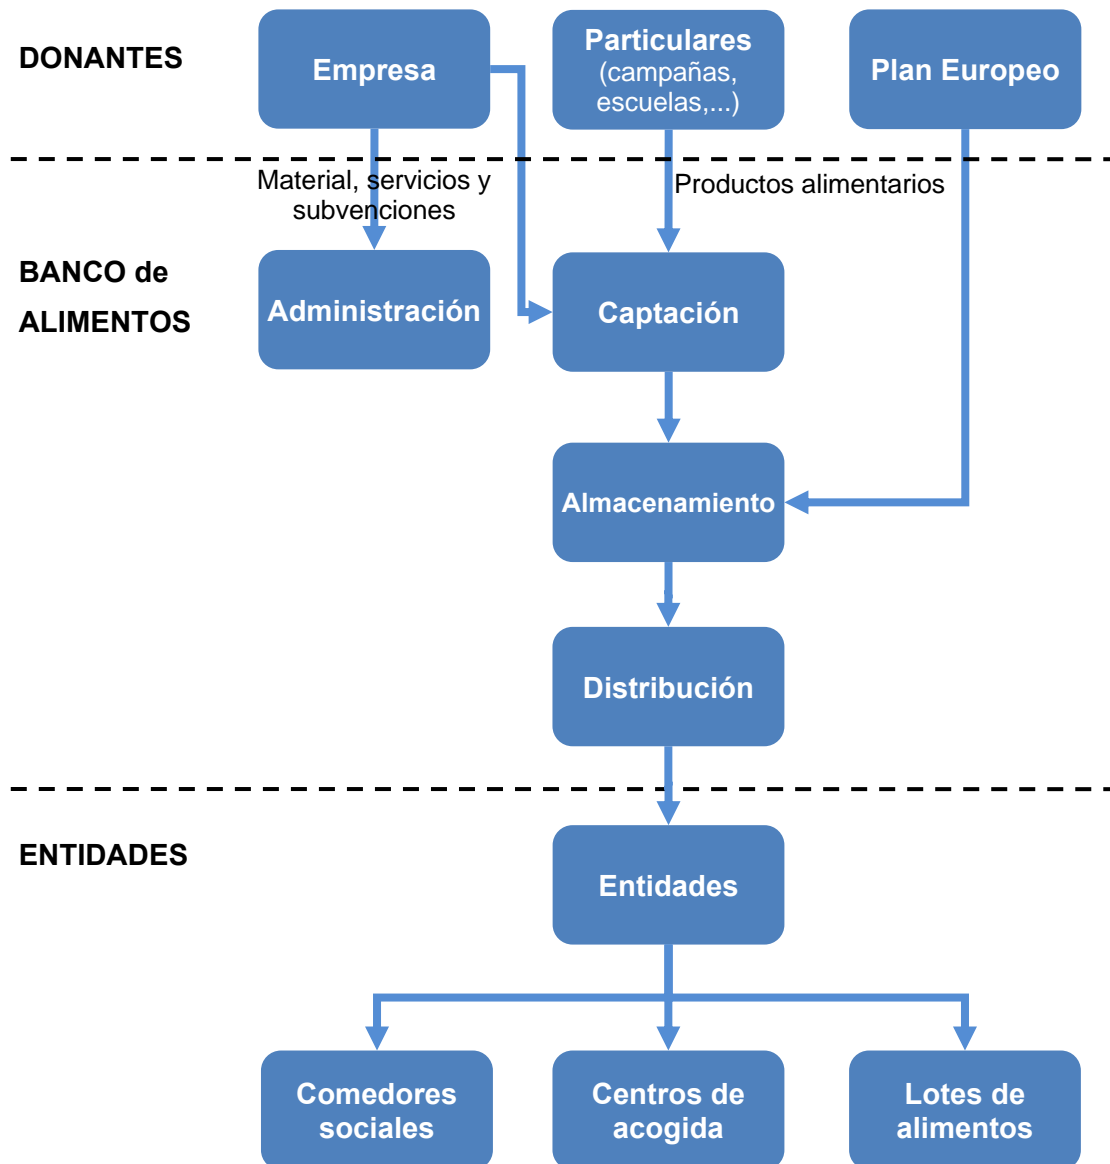 DONANTES
Empresa
Particulares
(campañas,
escuelas,...)
Plan Europeo
Material, servicios y
subvenciones
Productos alimentarios
BANCO de
ALIMENTOS
Administración
Captación
Almacenamiento
Distribución
ENTIDADES
Entidades
Comedores
sociales
Centros de
acogida
Lotes de
alimentos